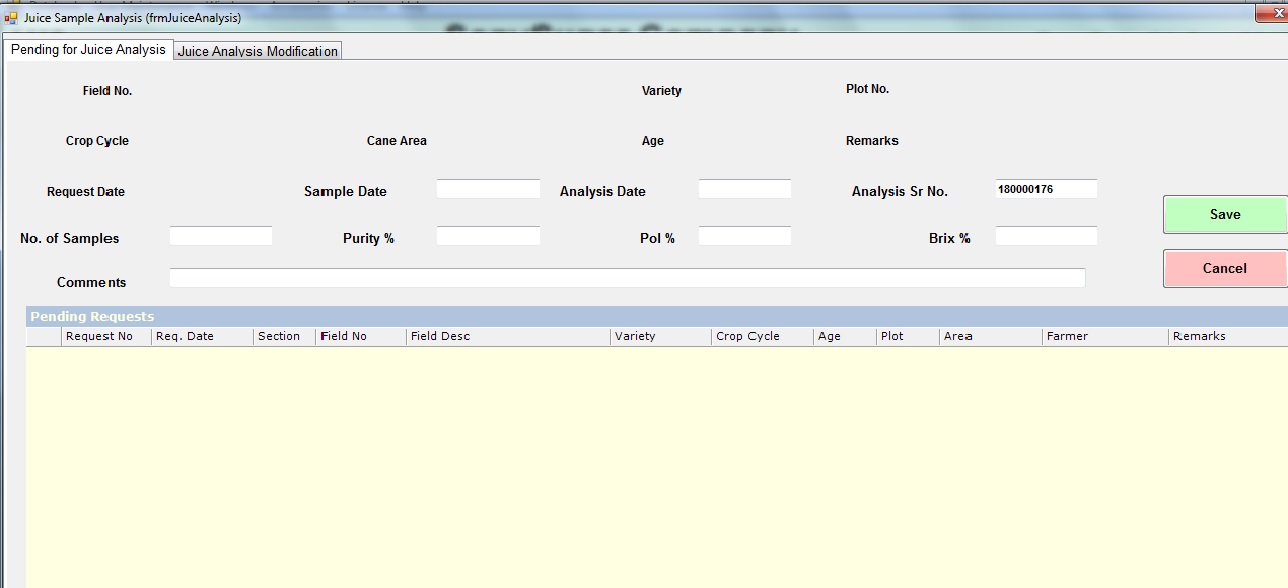 Juice Sample Analysis (frmJuiceAnalysis)
Pending for Juice Analysis Juice Analysis Modification
Field No. Variety Plot No.
Crop Cycle Cane Area Age Remarks
Request Date Sample Date Analysis Date Analysis Sr No. 180000176
Save
No. of Samples Purity % Pol % Brix %
Cancel
Comments
Pending Requests
Request No Req. Date Section Field No Field Desc Variety Crop Cycle Age Plot Area Farmer Remarks